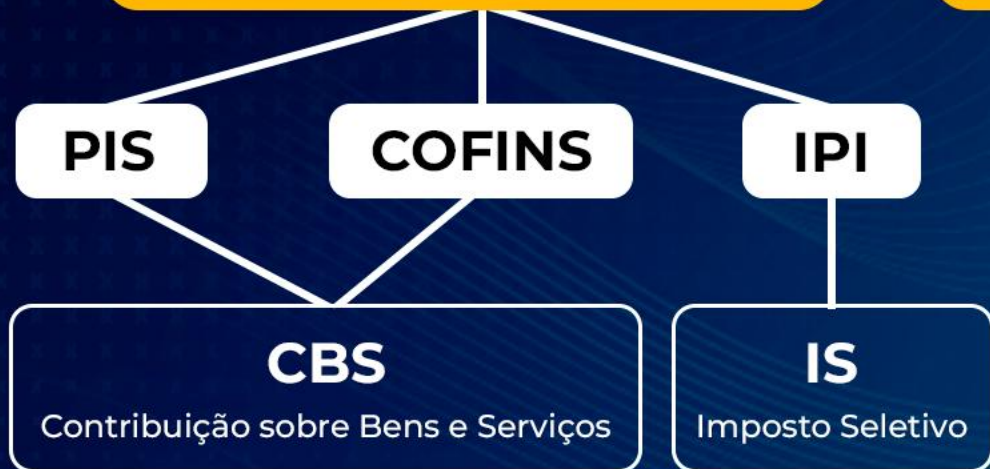 PIS
COFINS
IPI
CBS
Contribuição sobre Bens e Serviços
IS
Imposto Seletivo